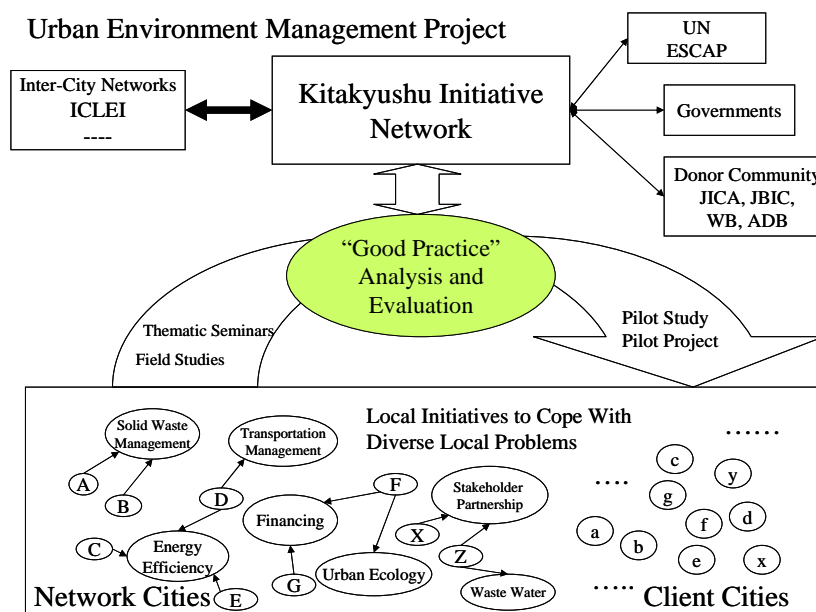 Urban Environment Management Project
UN
ESCAP
Inter-City Networks
ICLEI
----
Kitakyushu Initiative
Network
Governments
Donor Community
JICA, JBIC,
WB, ADB
“Good Practice”
Analysis and
Evaluation
Thematic Seminars
Field Studies
Pilot Study
Pilot Project
Local Initiatives to Cope With
Diverse Local Problems
Solid Waste
Management
Transportation
Management
A
B
D
C
Energy
Efficiency
E
Financing
G
F
Urban Ecology
Stakeholder
Partnership
X
Z
Waste Water
......
c
y
....
g
f
d
a
b
e
x
.....
Network Cities
Client Cities